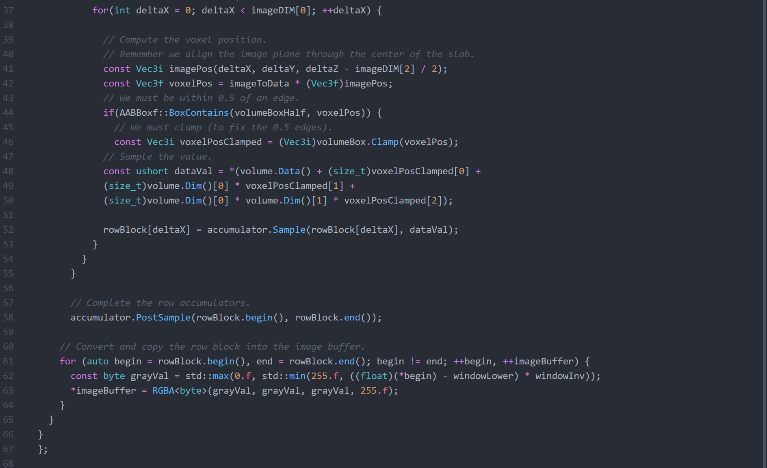 37 for(int deltaX = 0; deltaX < imageDIM[0]; ++deltaX) {
38
39 // Compute the voxel position.
40 // Remember we align the image plane through the center of the slab.
41 const Vec3i imagePos(deltaX, deltaY, deltaZ - imageDIM[2] / 2);
42 const Vec3f voxelPos = imageToData * (Vec3f)imagePos;
43 // We must be within 0.5 of an edge.
44 if(AABBoxf::BoxContains(volumeBoxHalf, voxelPos)) {
45 // We must clamp (to fix the 0.5 edges).
46 const Vec3i voxelPosClamped = (Vec3i)volumeBox.Clamp(voxelPos);
47 // Sample the value.
48 const ushort dataVal = *(volume.Data() + (size_t)voxelPosClamped[0] +
49 (size_t)volume.Dim()[0] * voxelPosClamped[1] +
50 (size_t)volume.Dim()[0] * volume.Dim()[1] * voxelPosClamped[2]);
51
52 rowBlock[deltaX] = accumulator.Sample(rowBlock[deltaX], dataVal);
53 }
54 }
55 }
56
57 // Complete the row accumulators.
58 accumulator.PostSample(rowBlock.begin(), rowBlock.end());
59
60 // Convert and copy the row block into the image buffer.
61 for (auto begin = rowBlock.begin(), end = rowBlock.end(); begin != end; ++begin, ++imageBuffer) {
62 const byte grayVal = std::max(0.f, std::min(255.f, ((float)(*begin) - windowLower) * windowInv));
63 *imageBuffer = RGBA<byte>(grayVal, grayVal, grayVal, 255.f);
64 }
65 }
66 }
67 };
68